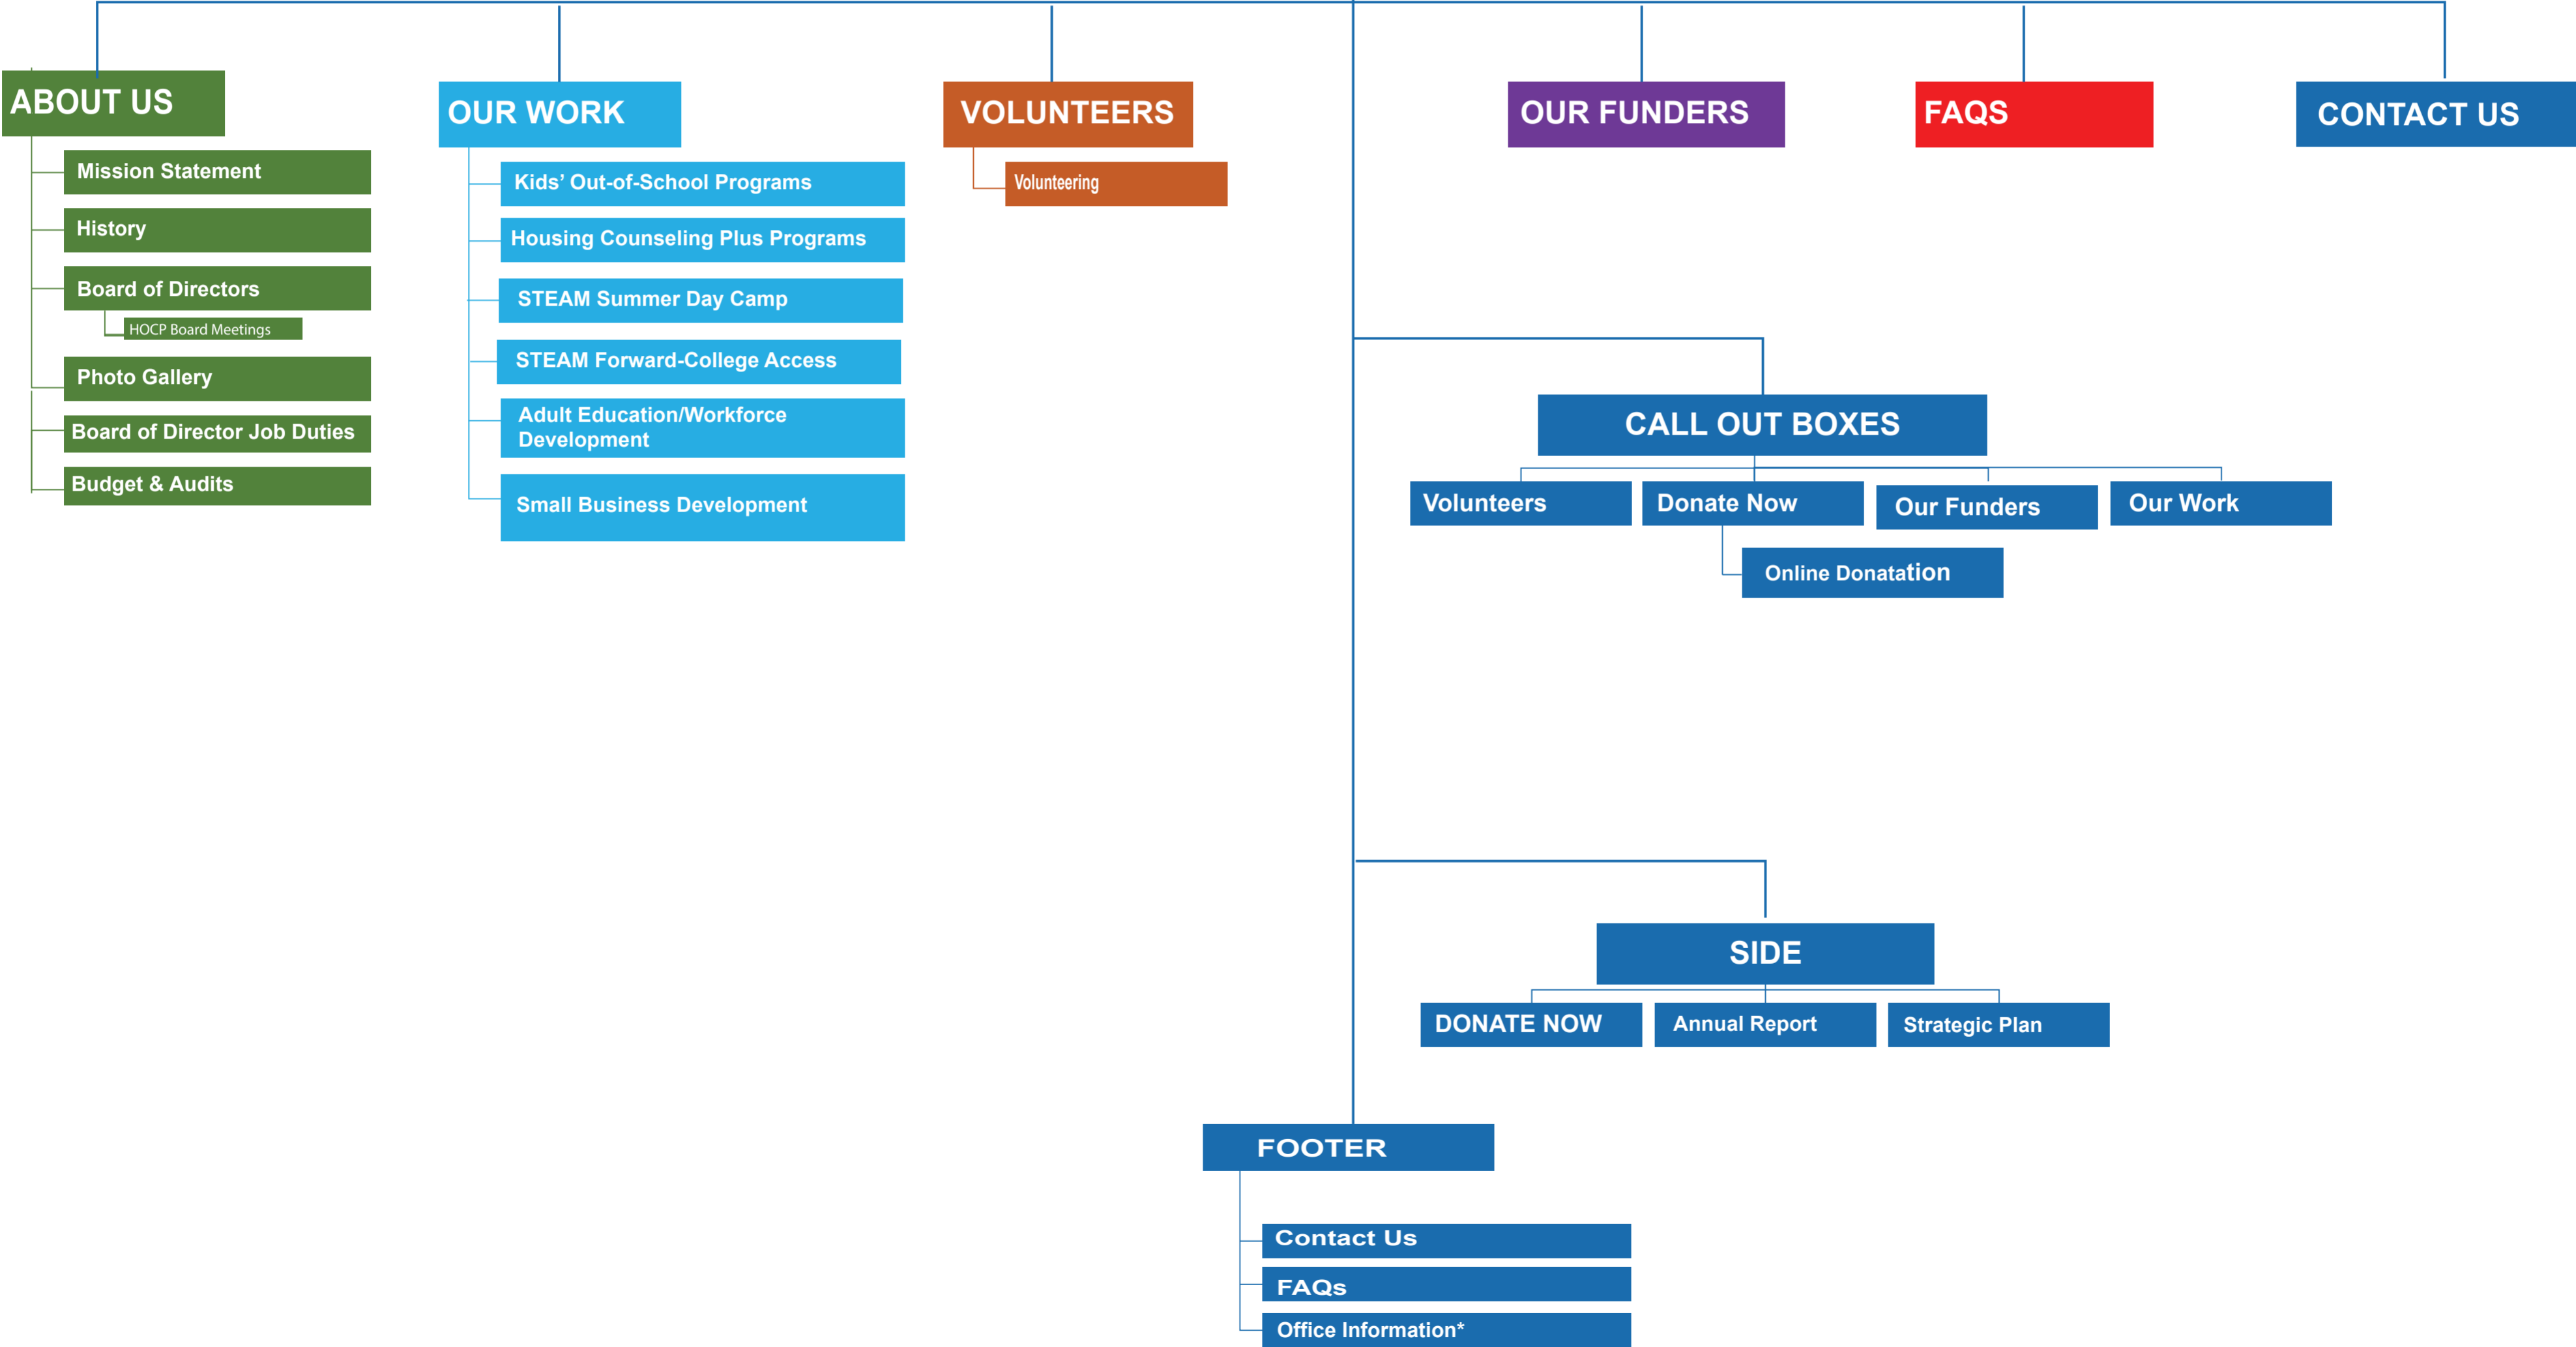 ABOUT US
Mission Statement
History
Board of Directors
HOCP Board Meetings
Photo Gallery
Board of Director Job Duties
Budget & Audits
OUR WORK
Kids’ Out-of-School Programs
Housing Counseling Plus Programs
STEAM Summer Day Camp
STEAM Forward-College Access
Adult Education/Workforce
Development
Small Business Development
VOLUNTEERS
Volunteering
OUR FUNDERS
FAQS
CONTACT US
CALL OUT BOXES
Volunteers
Donate Now
Online Donatation
Our Funders
Our Work
SIDE
DONATE NOW
Annual Report
Strategic Plan
FOOTER
Contact Us
FAQs
Office Information*